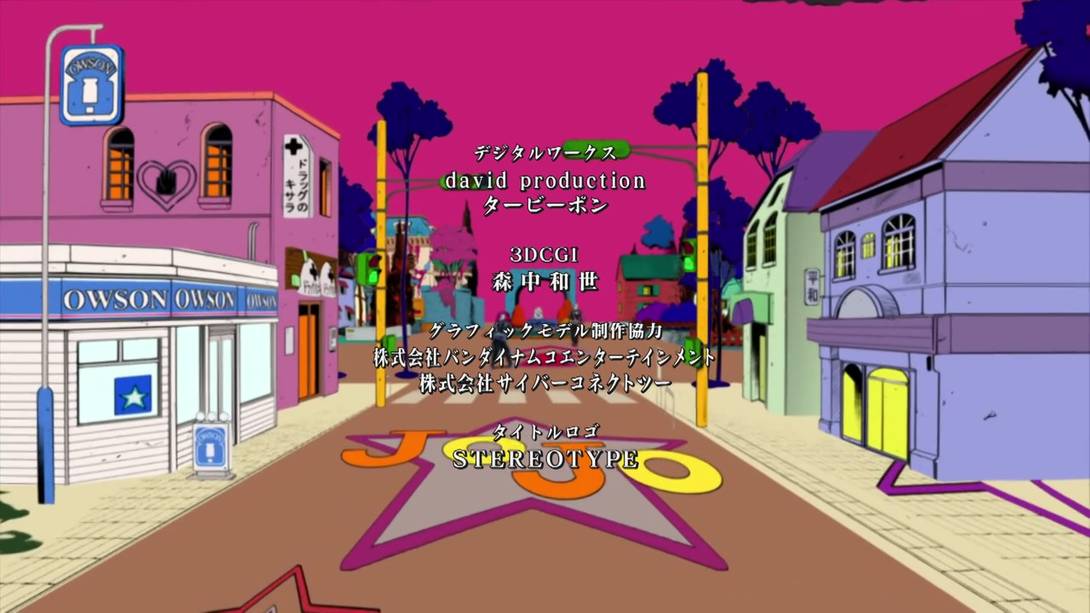 OWSON
ドラッグの
キサラ
OWSON OWSON OWSON
平和
デジタルワークス
david production
タービーポン
3DCGI
森中和世
グラフィックモデル制作協力
株式会社バンダイナムコエンターテインメント
株式会社サイバーコネクトツー
タイトルロゴ
STEREOTYPE
JOJO
OWSON